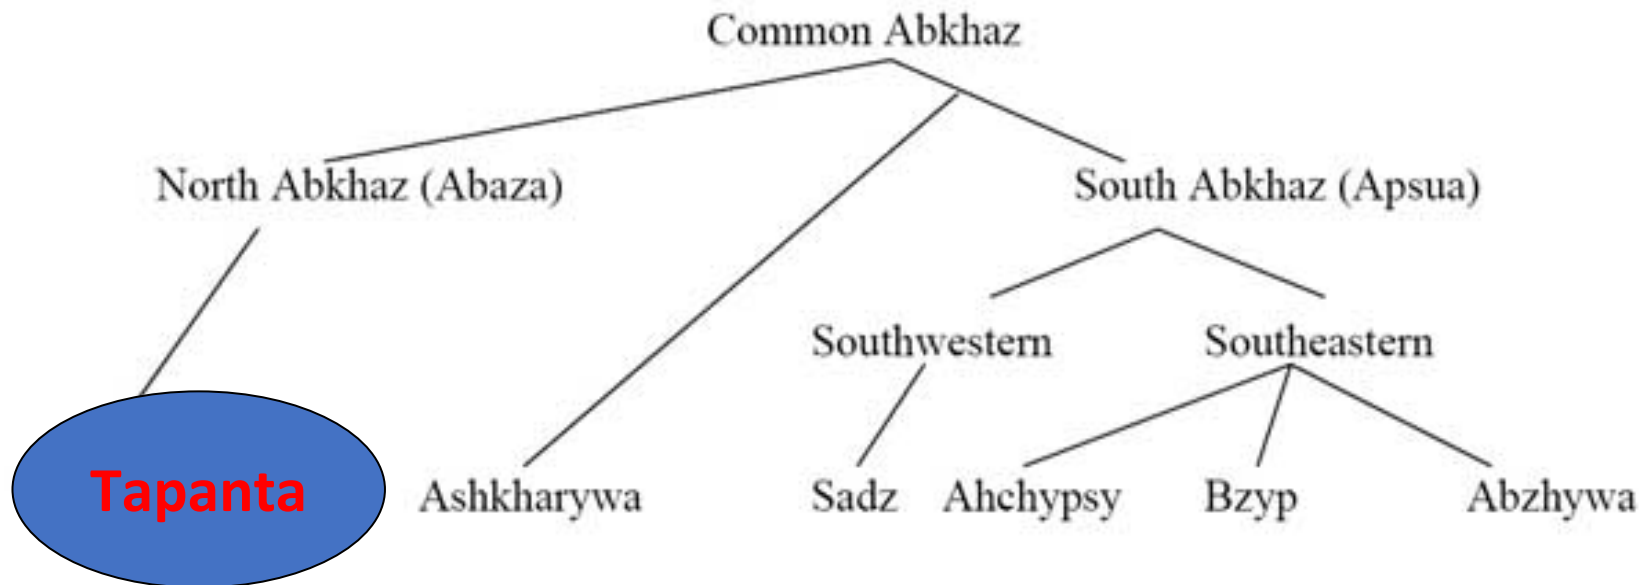 Common Abkhaz
North Abkhaz (Abaza)
South Abkhaz (Apsua)
Southwestern
Southeastern
Tapanta
Ashkharywa
Sadz
Ahchypsy
Bzyp
Abzhywa